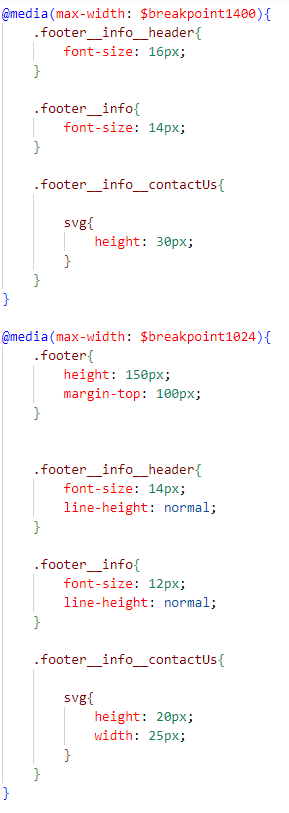 @media(max-width: $breakpoint1400){
    .footer__info__header{
        font-size: 16px;
    }

    .footer__info{
        font-size: 14px;
    }

    .footer__info__contactUs{

        svg{
            height: 30px;
        }
    }
}

@media(max-width: $breakpoint1024){
    .footer{
        height: 150px;
        margin-top: 100px;
    }


    .footer__info__header{
        font-size: 14px;
        line-height: normal;
    }

    .footer__info{
        font-size: 12px;
        line-height: normal;
    }

    .footer__info__contactUs{

        svg{
            height: 20px;
            width: 25px;
        }
    }
}